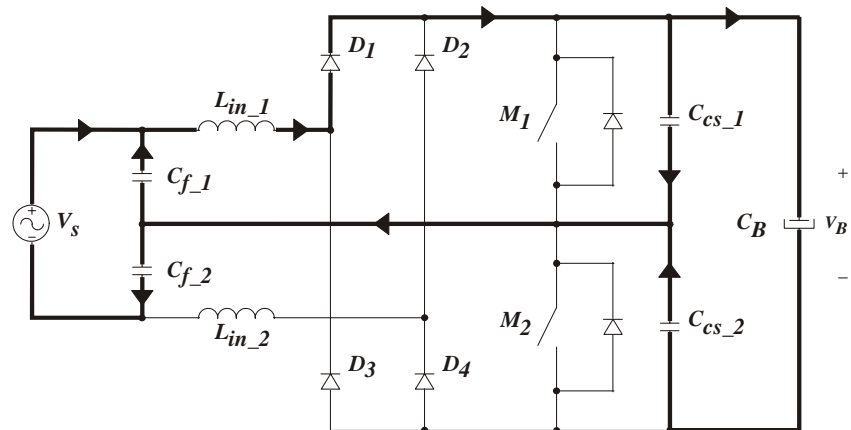 D1
D2
Lin_1
M1
Ccs_1
Cf_1
+
Vs
−
+
CB
VB
−
Cf_2
Lin_2
M2
Ccs_2
D3
D4